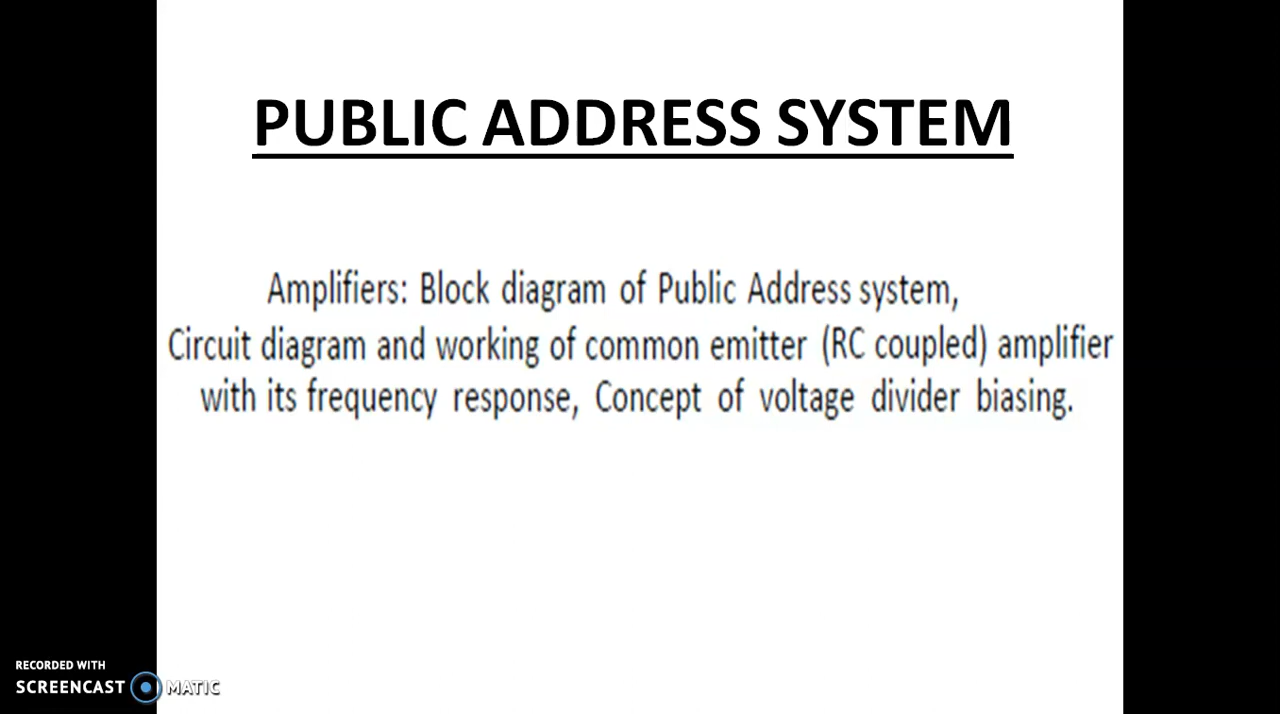 PUBLIC ADDRESS SYSTEM
Amplifiers: Block diagram of Public Address system,
Circuit diagram and working of common emitter (RC coupled) amplifier
with its frequency response, Concept of voltage divider biasing.
RECORDED WITH
SCREENCAST MATIC